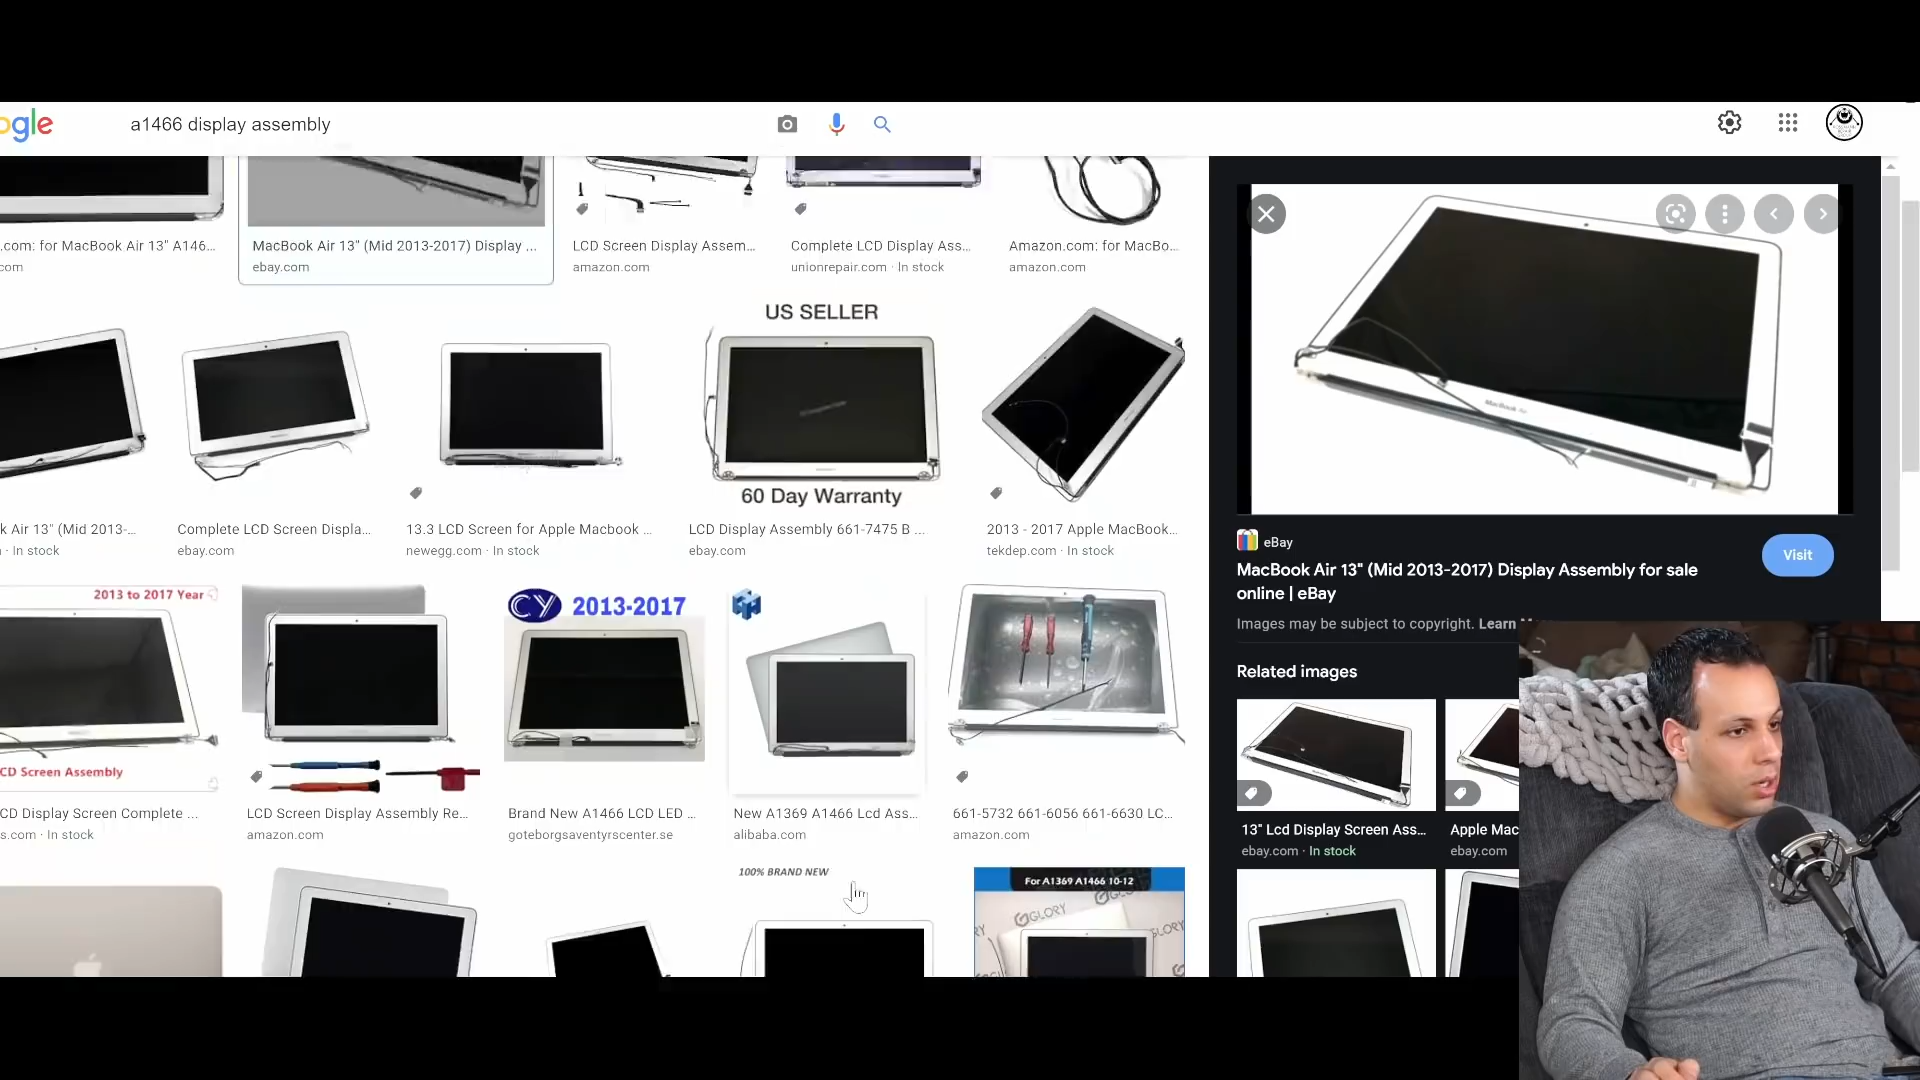 ogle
a1466 display assembly
.com: for MacBook Air 13" A146...
com
MacBook Air 13" (Mid 2013-2017) Display ...
ebay.com
LCD Screen Display Assem...
amazon.com
Complete LCD Display Ass...
unionrepair.com · In stock
Amazon.com: for MacBo...
amazon.com
US SELLER
60 Day Warranty
k Air 13" (Mid 2013-...
· In stock
Complete LCD Screen Displa...
ebay.com
13.3 LCD Screen for Apple Macbook ...
newegg.com · In stock
LCD Display Assembly 661-7475 B ...
ebay.com
2013 - 2017 Apple MacBook...
tekdep.com · In stock
2013 to 2017 Year
CD Screen Assembly
CY 2013-2017
CD Display Screen Complete ...
s.com · In stock
LCD Screen Display Assembly Re...
amazon.com
Brand New A1466 LCD LED ...
goteborgsaventyrscenter.se
New A1369 A1466 Lcd Ass...
alibaba.com
661-5732 661-6056 661-6630 LC...
amazon.com
100% BRAND NEW
For A1369 A1466 10-12
GLORY
MacBook Air
eBay
Visit
MacBook Air 13" (Mid 2013-2017) Display Assembly for sale
online | eBay
Images may be subject to copyright. Learn
Related images
13" Lcd Display Screen Ass...
ebay.com · In stock
Apple Mac
ebay.com